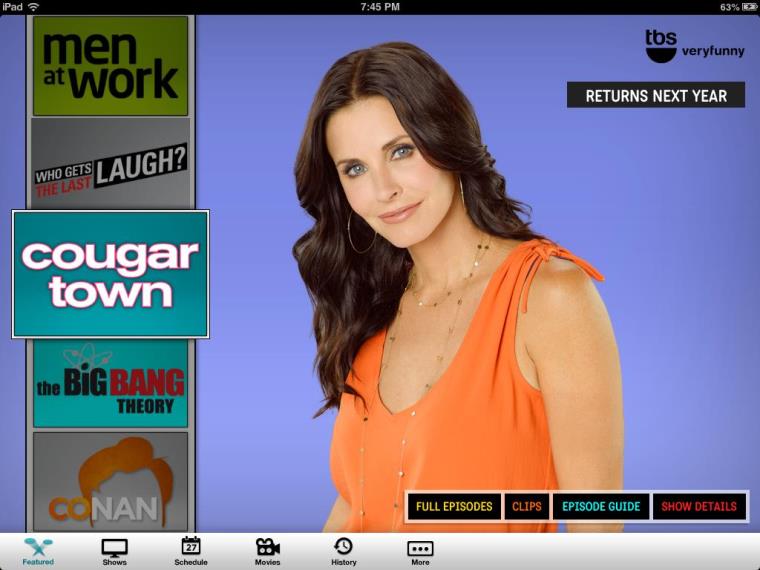 iPad
7:45 PM
63%
men
at work
WHO GETS
THE LAST
LAUGH?
cougar
town
the BIG BANG
THEORY
CONAN
tbs
veryfunny
RETURNS NEXT YEAR
FULL EPISODES
CLIPS
EPISODE GUIDE
SHOW DETAILS
Featured
Shows
27
Schedule
Movies
History
More